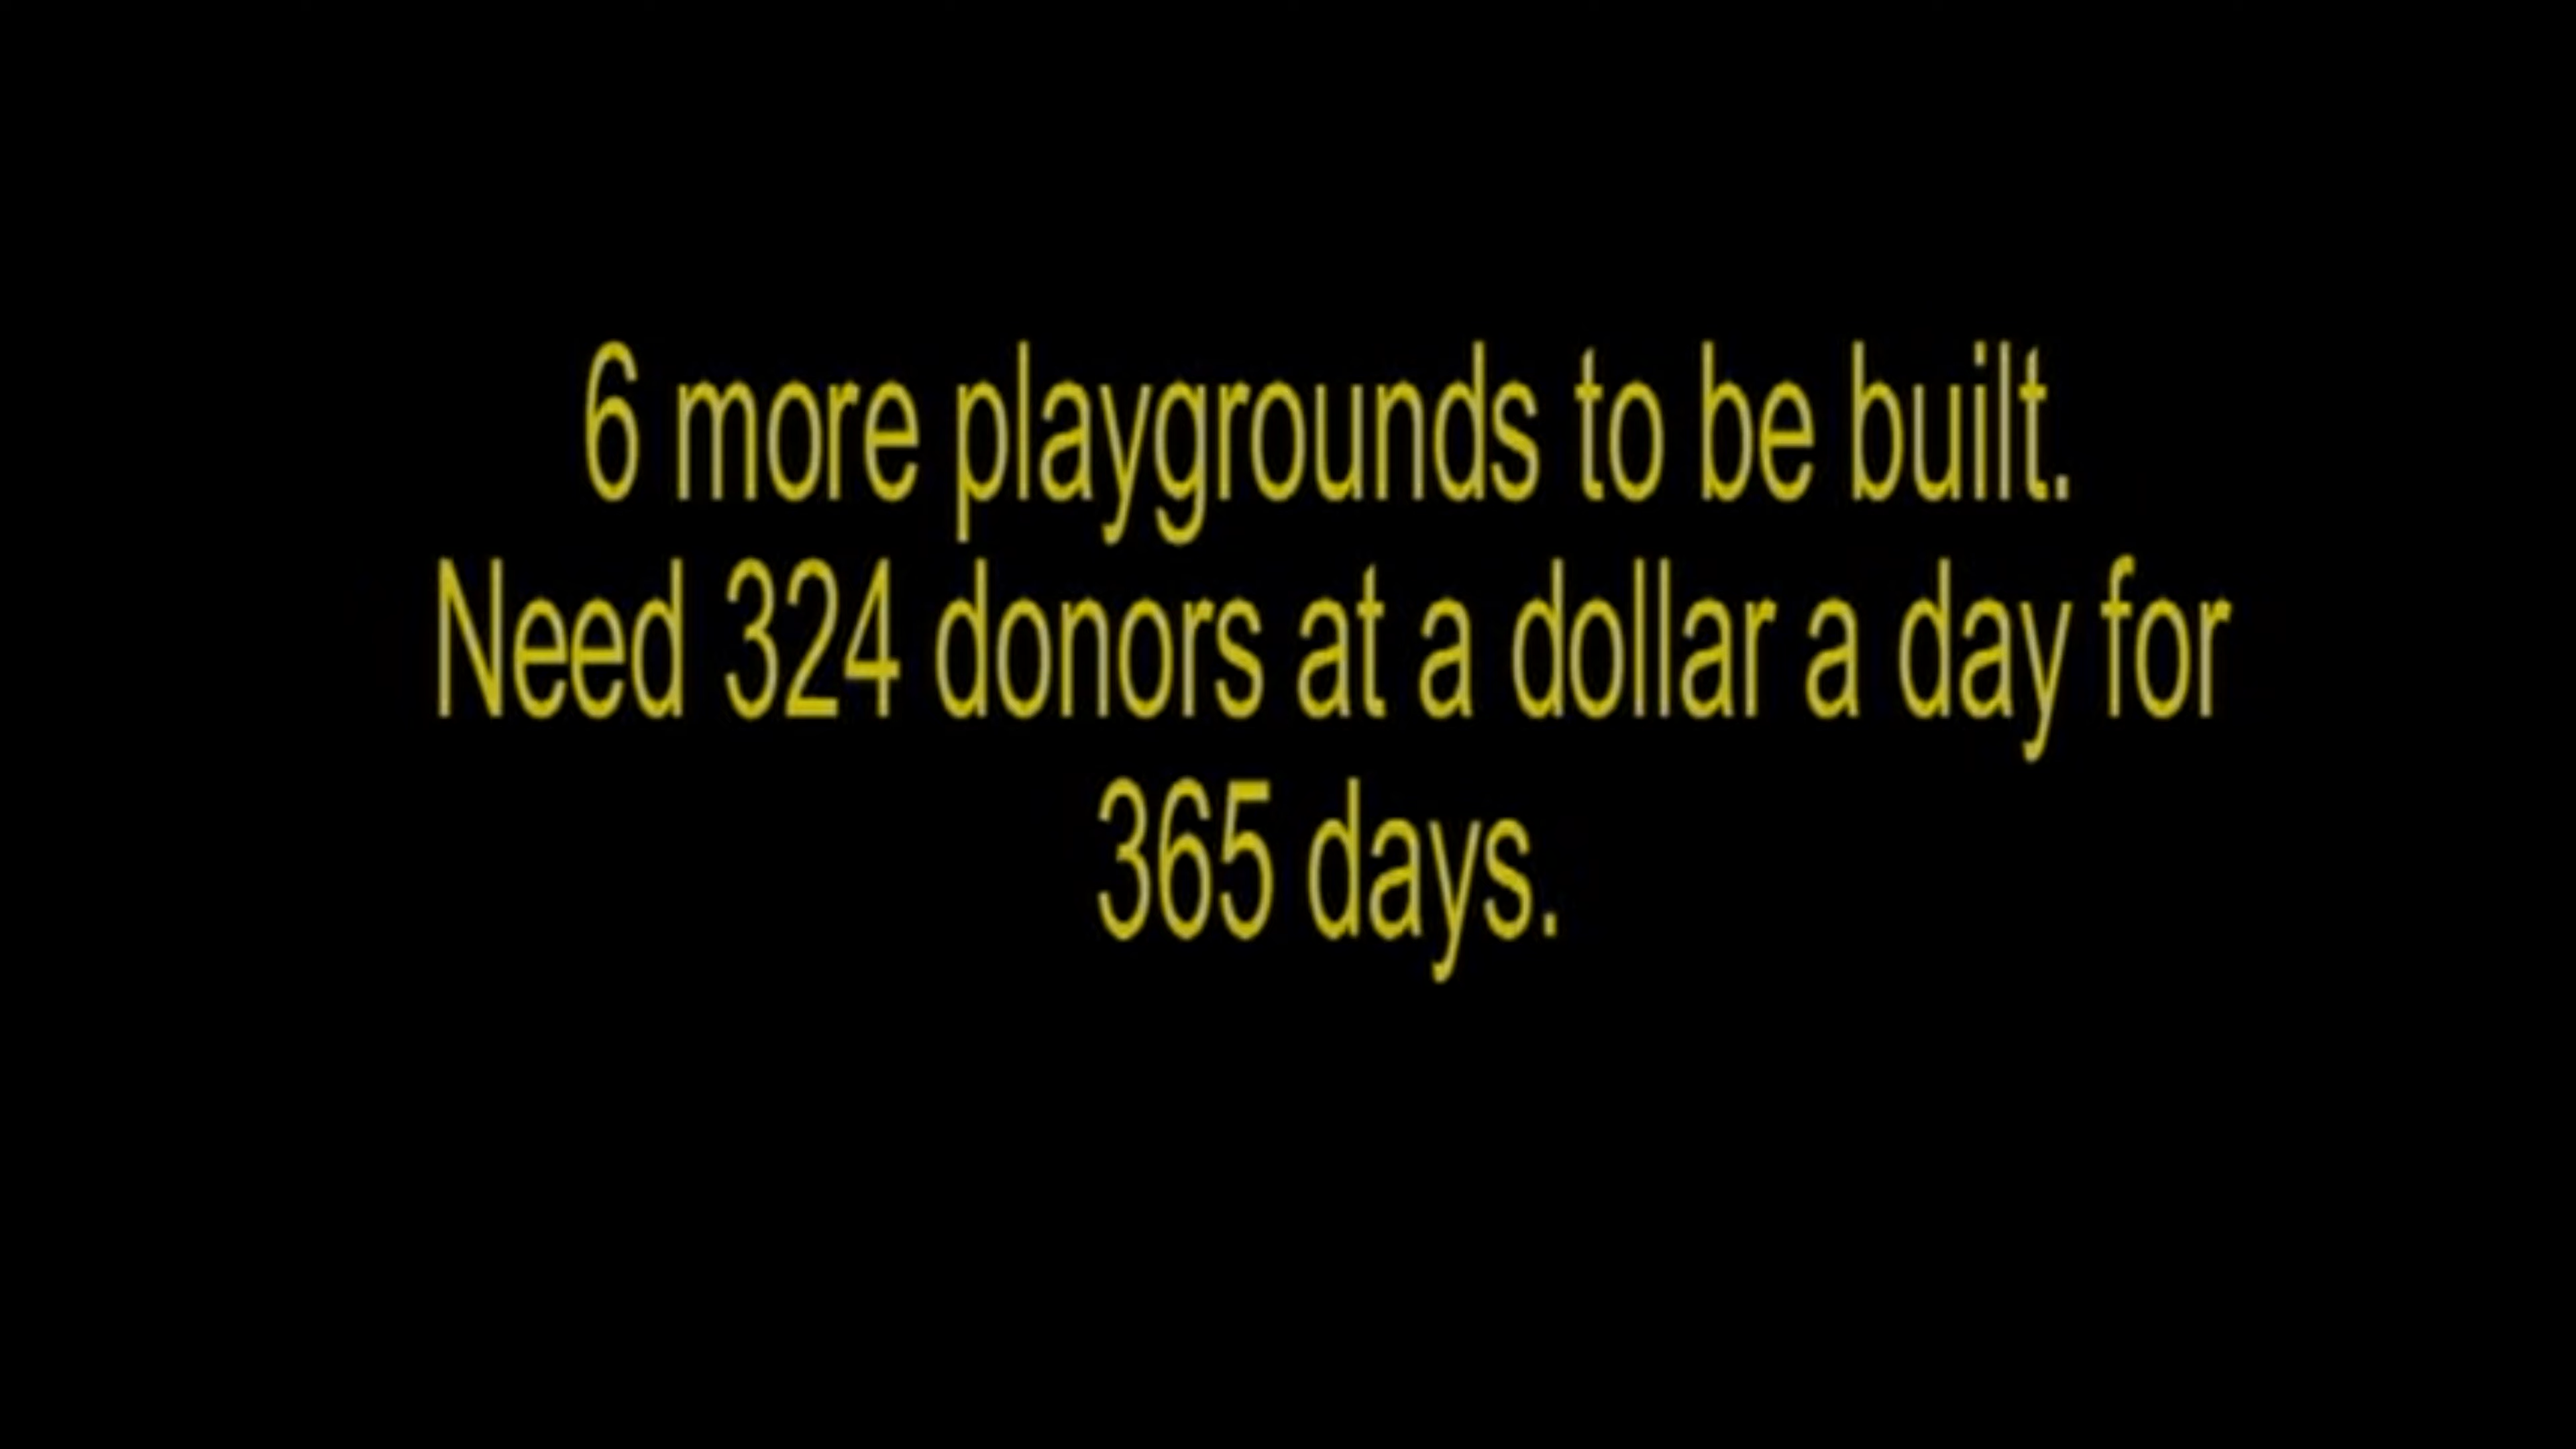 6 more playgrounds to be built.
Need 324 donors at a dollar a day for
365 days.